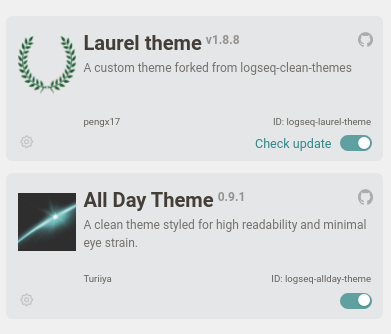 Laurel theme v1.8.8
A custom theme forked from logseq-clean-themes
pengx17 ID: logseq-laurel-theme
Check update
All Day Theme 0.9.1
A clean theme styled for high readability and minimal
eye strain.
Turiiya ID: logseq-allday-theme